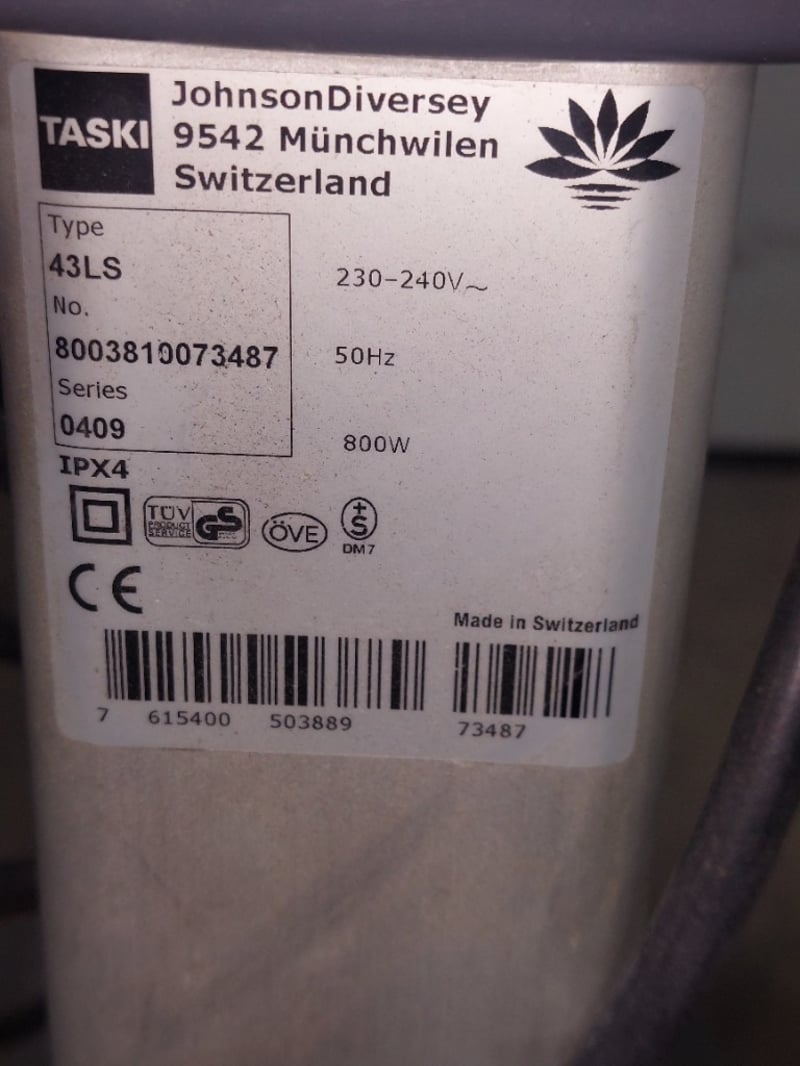 TASKI
JohnsonDiversey
9542 Münchwilen
Switzerland
Type
43LS
No.
8003810073487
Series
0409
230-240V~
50Hz
800W
IPX4
TÜV
PRODUCT
SERVICE
GS
ÖVE
+S
DM7
CE
Made in Switzerland
7 615400 503889
73487